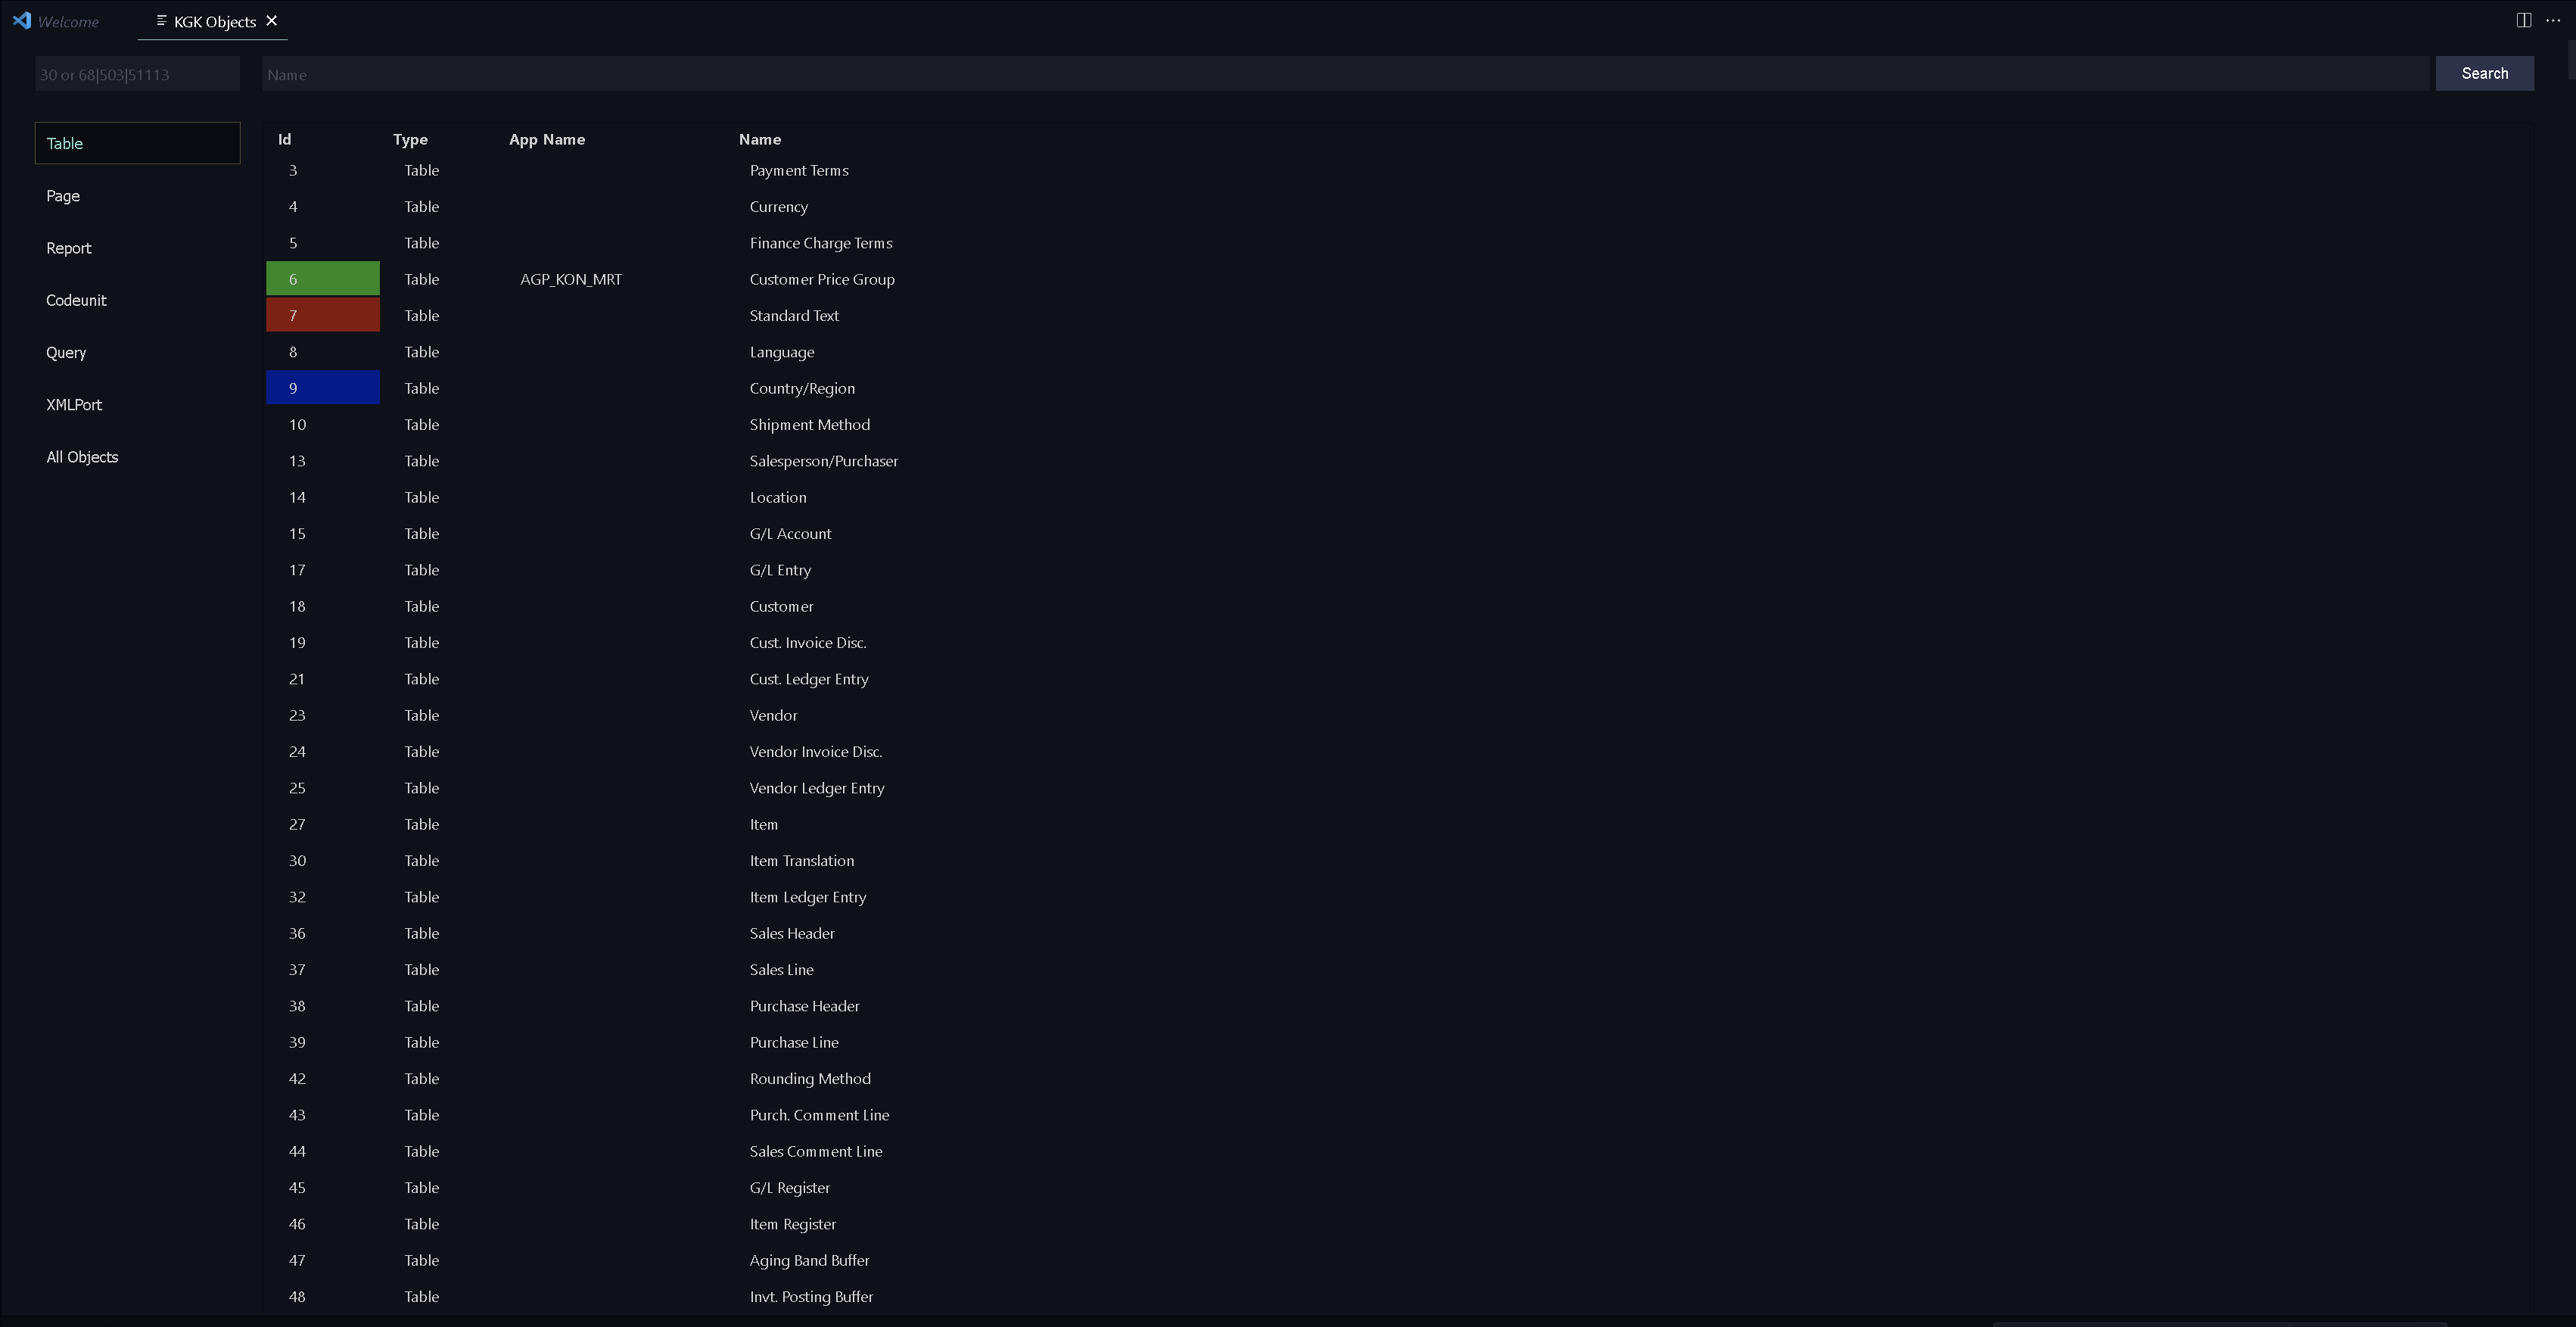 Welcome
KGK Objects
30 or 68|503|51113
Name
Search
Table
Page
Report
Codeunit
Query
XMLPort
All Objects
Id Type App Name Name
3 Table Payment Terms
4 Table Currency
5 Table Finance Charge Terms
6 Table AGP_KON_MRT Customer Price Group
7 Table Standard Text
8 Table Language
9 Table Country/Region
10 Table Shipment Method
13 Table Salesperson/Purchaser
14 Table Location
15 Table G/L Account
17 Table G/L Entry
18 Table Customer
19 Table Cust. Invoice Disc.
21 Table Cust. Ledger Entry
23 Table Vendor
24 Table Vendor Invoice Disc.
25 Table Vendor Ledger Entry
27 Table Item
30 Table Item Translation
32 Table Item Ledger Entry
36 Table Sales Header
37 Table Sales Line
38 Table Purchase Header
39 Table Purchase Line
42 Table Rounding Method
43 Table Purch. Comment Line
44 Table Sales Comment Line
45 Table G/L Register
46 Table Item Register
47 Table Aging Band Buffer
48 Table Invt. Posting Buffer